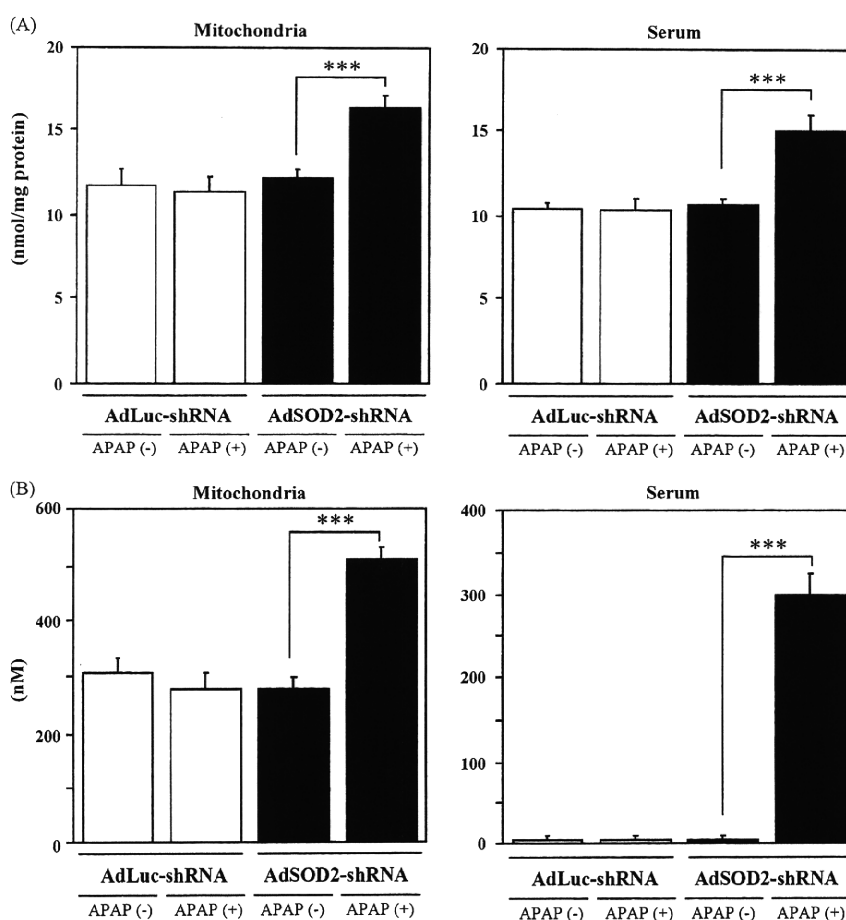 (A)
Mitochondria
Serum
(nmol/mg protein)
20
15
10
5
0
***
20
15
10
5
0
***
AdLuc-shRNA
AdSOD2-shRNA
AdLuc-shRNA
AdSOD2-shRNA
APAP (-)
APAP (+)
APAP (-)
APAP (+)
APAP (-)
APAP (+)
APAP (-)
APAP (+)
(B)
Mitochondria
Serum
(nM)
600
400
200
0
***
400
300
200
100
0
***
AdLuc-shRNA
AdSOD2-shRNA
AdLuc-shRNA
AdSOD2-shRNA
APAP (-)
APAP (+)
APAP (-)
APAP (+)
APAP (-)
APAP (+)
APAP (-)
APAP (+)